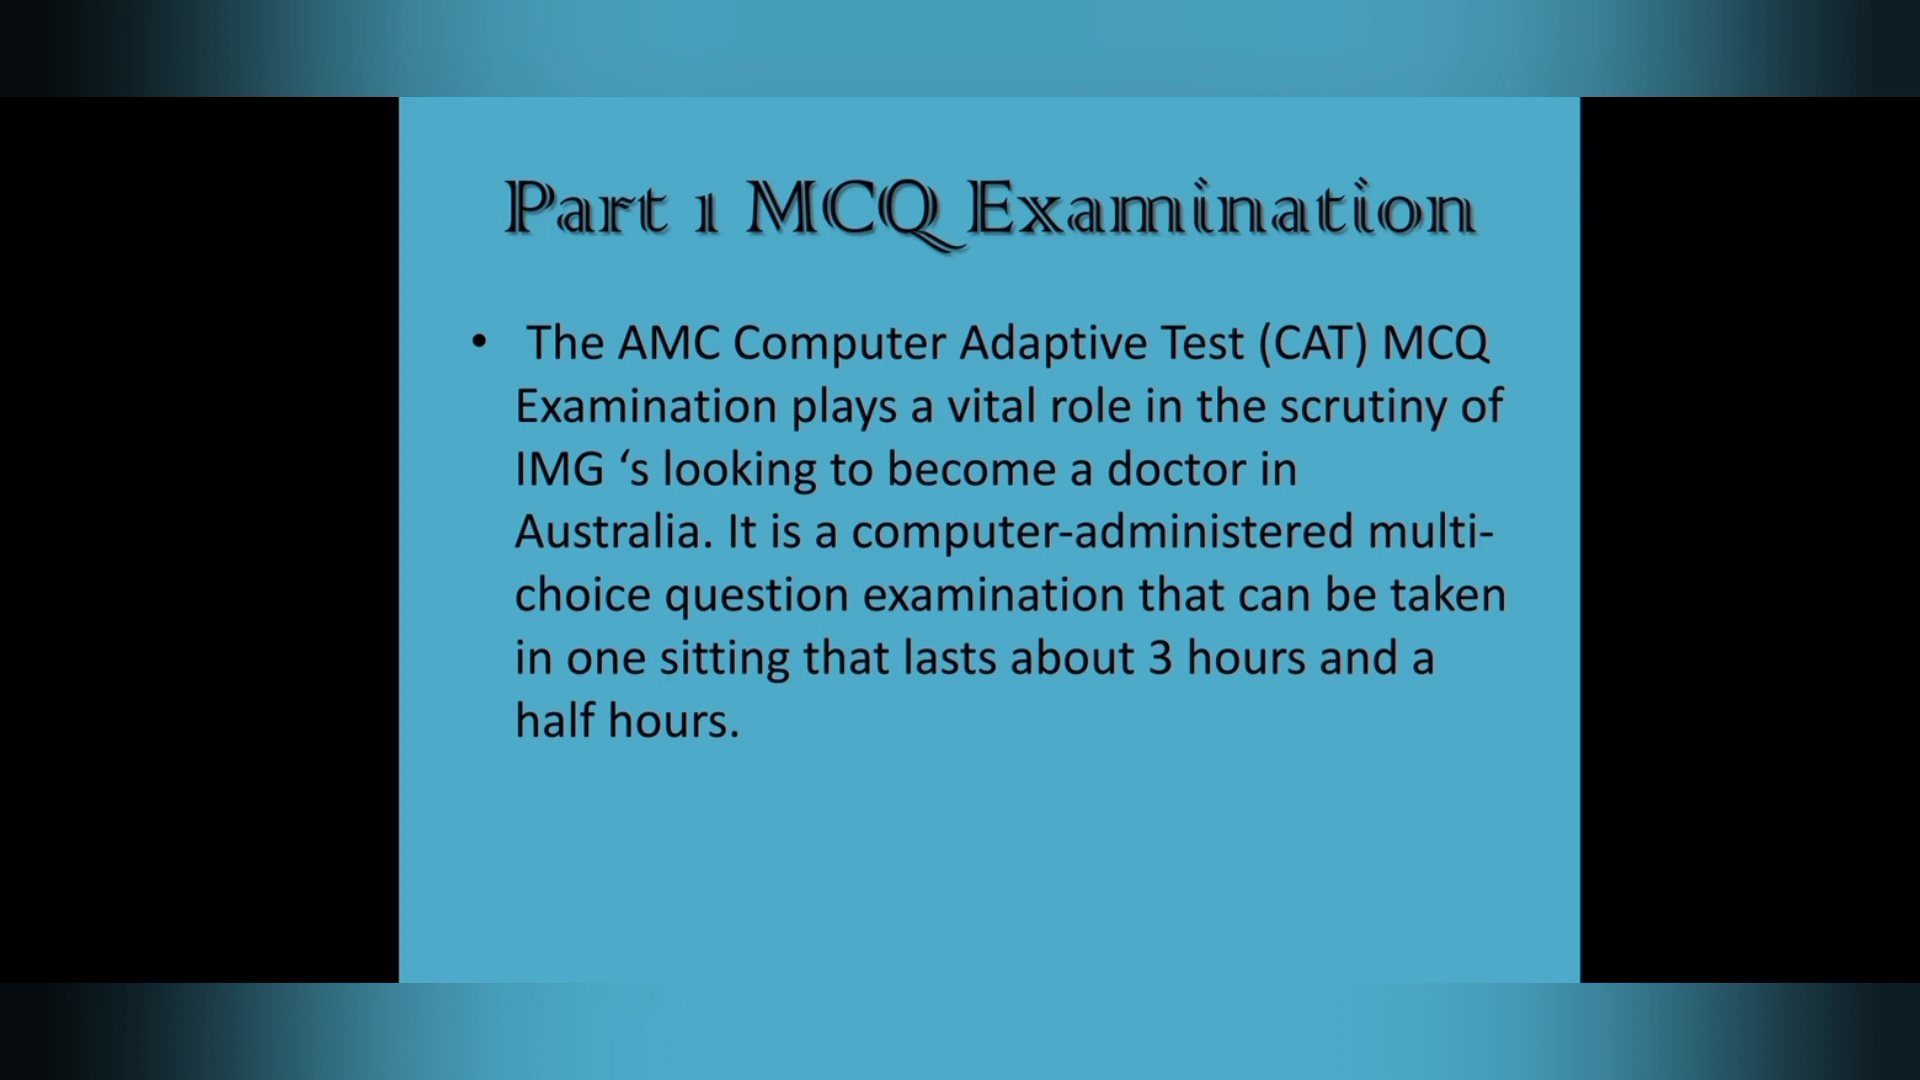 Part 1 MCQ Examination
• The AMC Computer Adaptive Test (CAT) MCQ
Examination plays a vital role in the scrutiny of
IMG ‘s looking to become a doctor in
Australia. It is a computer-administered multi-
choice question examination that can be taken
in one sitting that lasts about 3 hours and a
half hours.